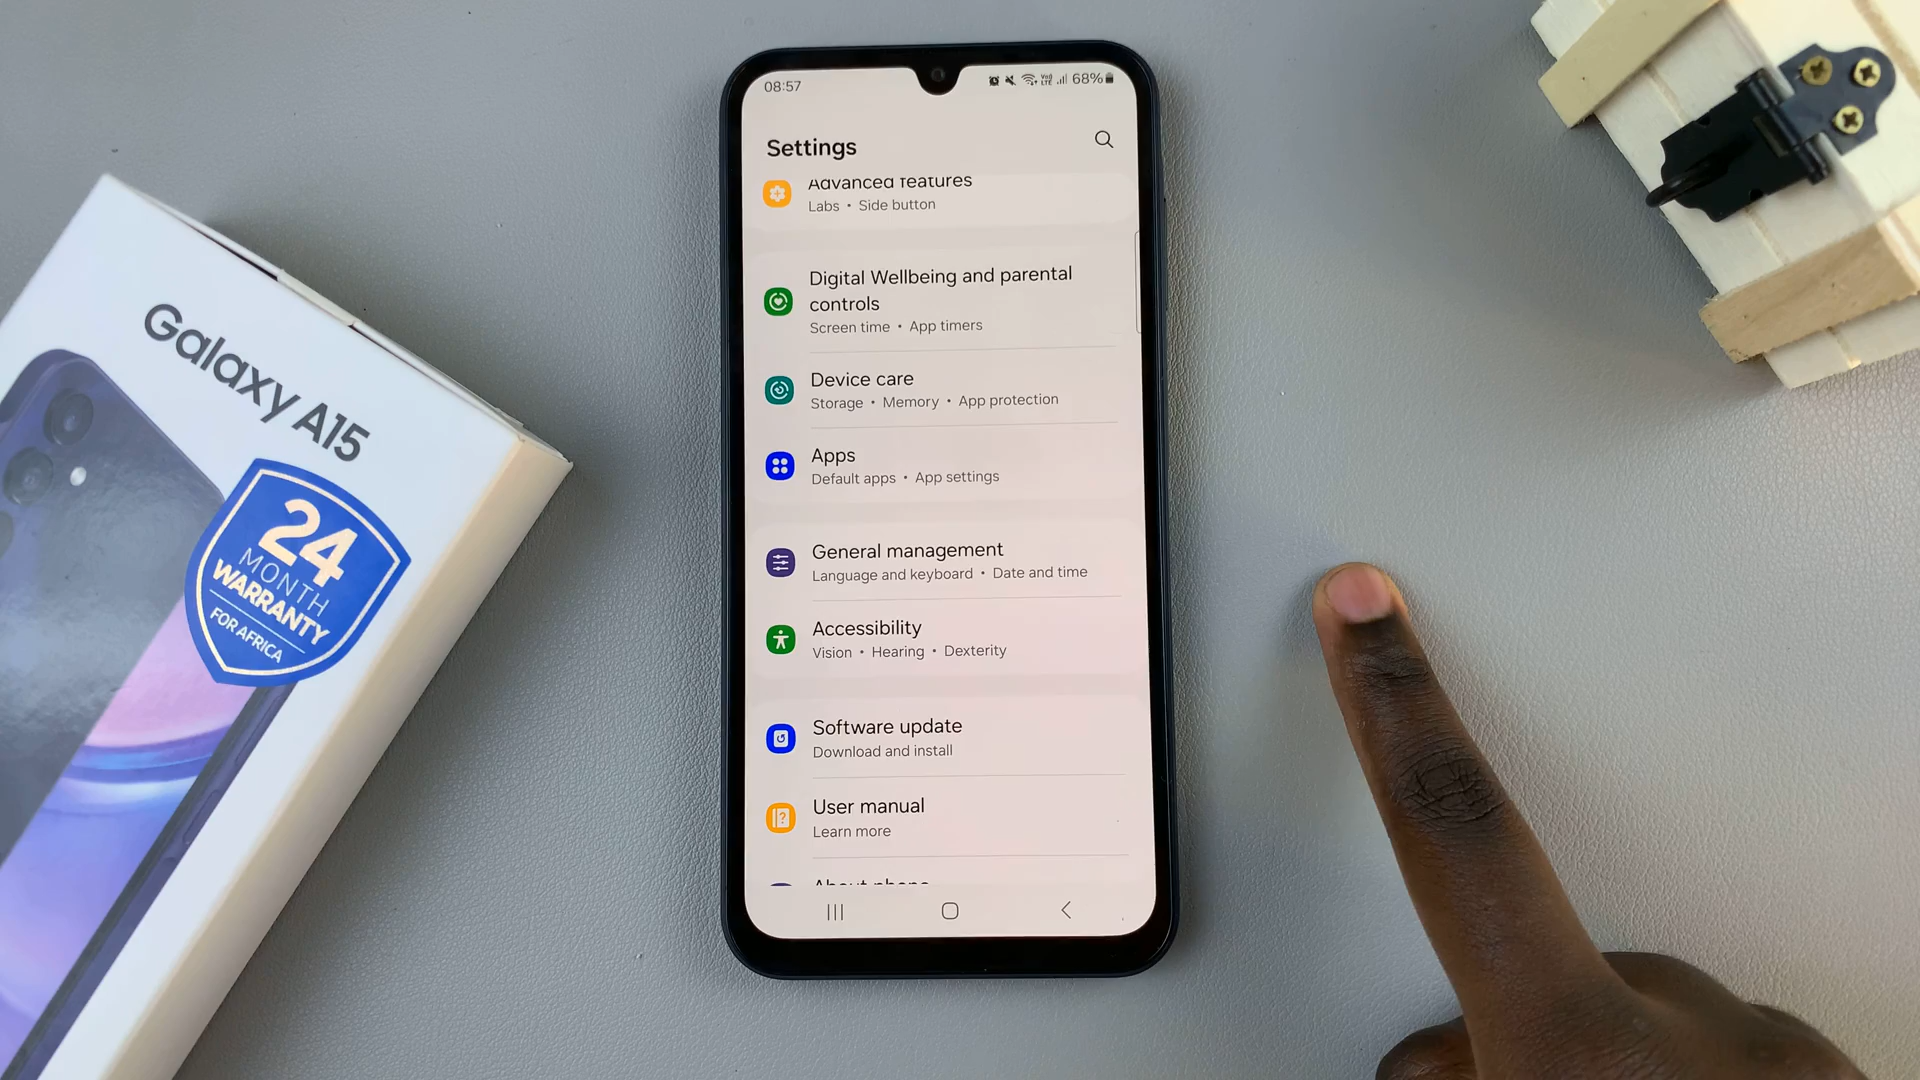 Galaxy A15
24
MONTH
WARRANTY
FOR AFRICA
08:57
68%
Settings
Advanced features
Labs • Side button
Digital Wellbeing and parental
controls
Screen time • App timers
Device care
Storage • Memory • App protection
Apps
Default apps • App settings
General management
Language and keyboard • Date and time
Accessibility
Vision • Hearing • Dexterity
Software update
Download and install
User manual
Learn more
About phone